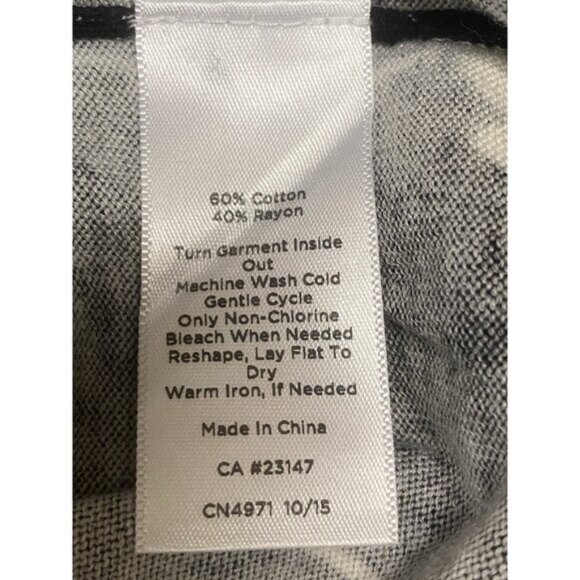 60% Cotton
40% Rayon
Turn Garment Inside
Out
Machine Wash Cold
Gentle Cycle
Only Non-Chlorine
Bleach When Needed
Reshape, Lay Flat To
Dry
Warm Iron, If Needed
Made In China
CA #23147
CN4971 10/15